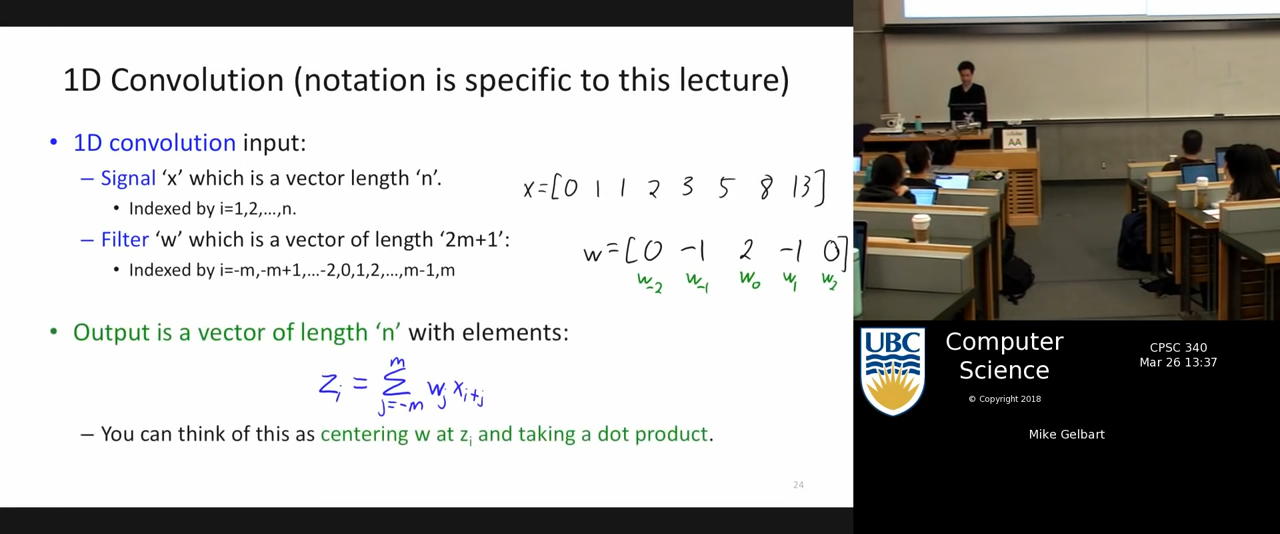 1D Convolution (notation is specific to this lecture)
• 1D convolution input:
– Signal ‘x’ which is a vector length ‘n’.
• Indexed by i=1,2,…,n.
– Filter ‘w’ which is a vector of length ‘2m+1’:
• Indexed by i=-m,-m+1,…-2,0,1,2,…,m-1,m
x=[0 1 1 2 3 5 8 13]
w=[0 -1 2 -1 0]
w₋₂ w₋₁ w₀ w₁ w₂
• Output is a vector of length ‘n’ with elements:
zᵢ = Σ_{j=-m}^{m} wⱼ xᵢ₊ⱼ
– You can think of this as centering w at zᵢ and taking a dot product.
24
AA
UBC
Computer
Science
© Copyright 2018
CPSC 340
Mar 26 13:37
Mike Gelbart